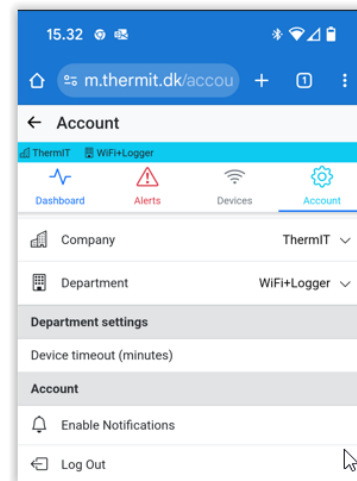 15.32
m.thermit.dk/accou
1
Account
ThermIT WiFi+Logger
Dashboard Alerts Devices Account
Company ThermIT
Department WiFi+Logger
Department settings
Device timeout (minutes)
Account
Enable Notifications
Log Out